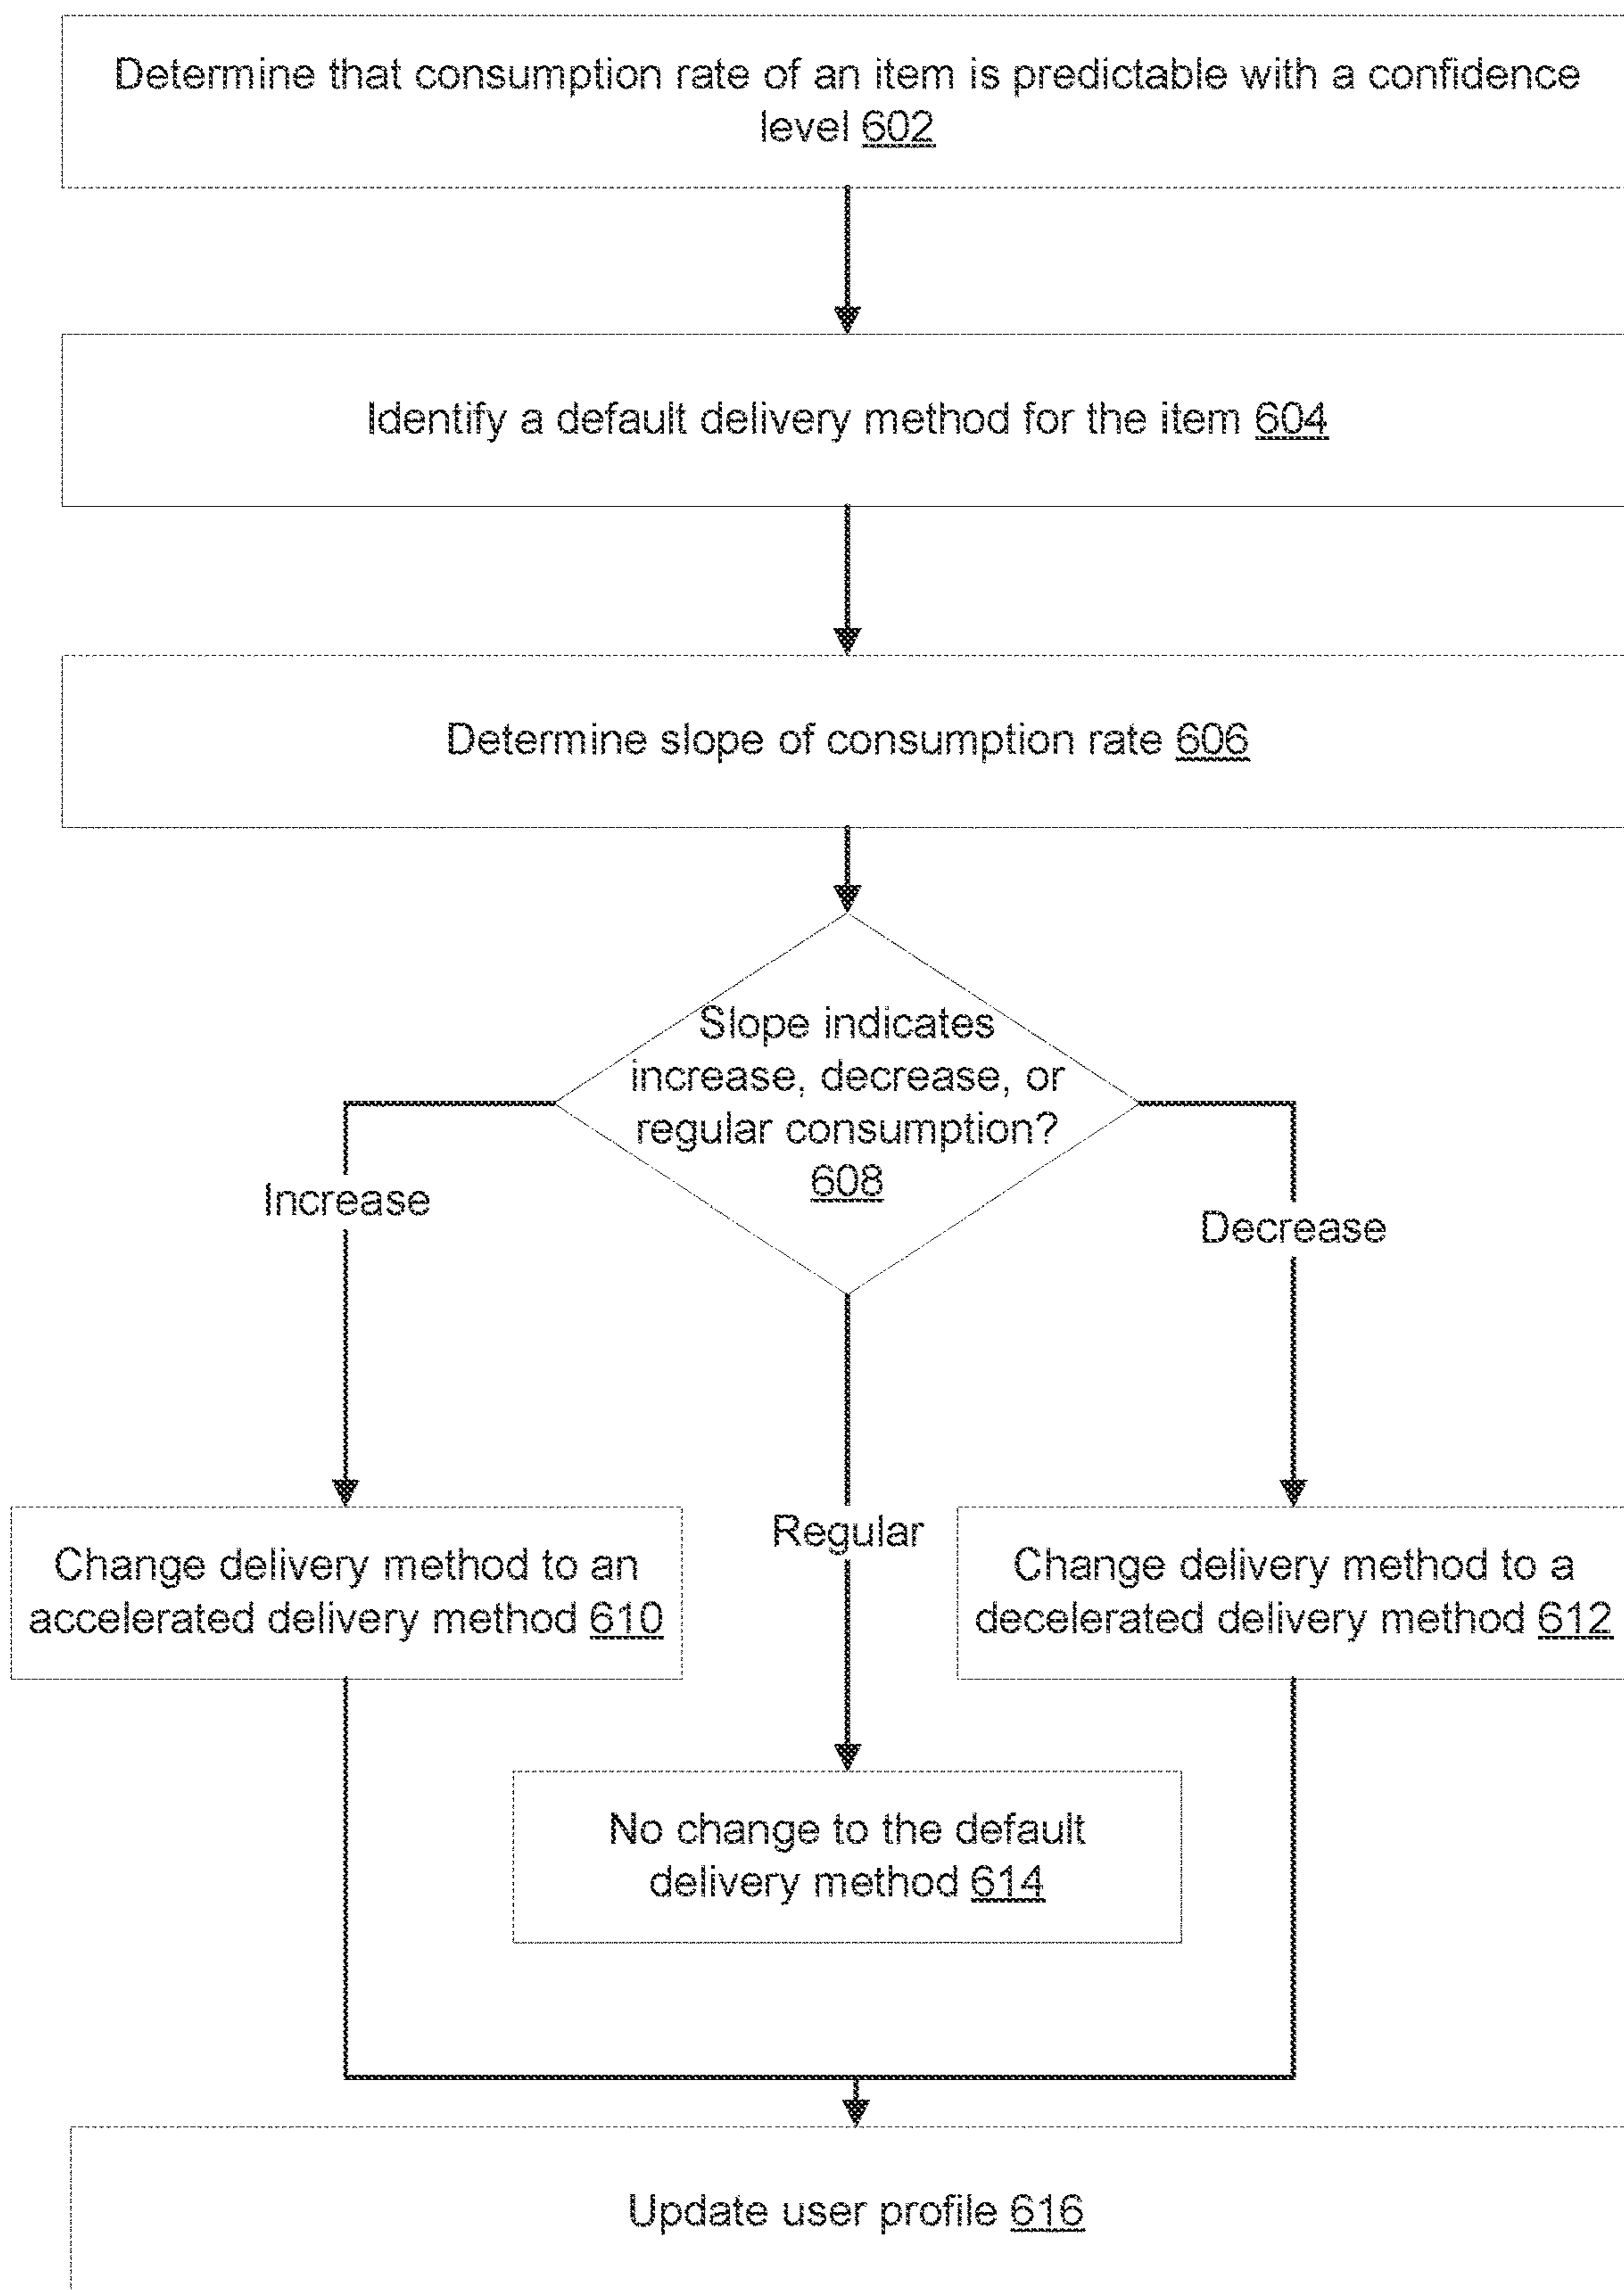 Determine that consumption rate of an item is predictable with a confidence
level 602
Identify a default delivery method for the item 604
Determine slope of consumption rate 606
Slope indicates
increase, decrease, or
regular consumption?
608
Increase
Decrease
Regular
Change delivery method to an
accelerated delivery method 610
Change delivery method to a
decelerated delivery method 612
No change to the default
delivery method 614
Update user profile 616